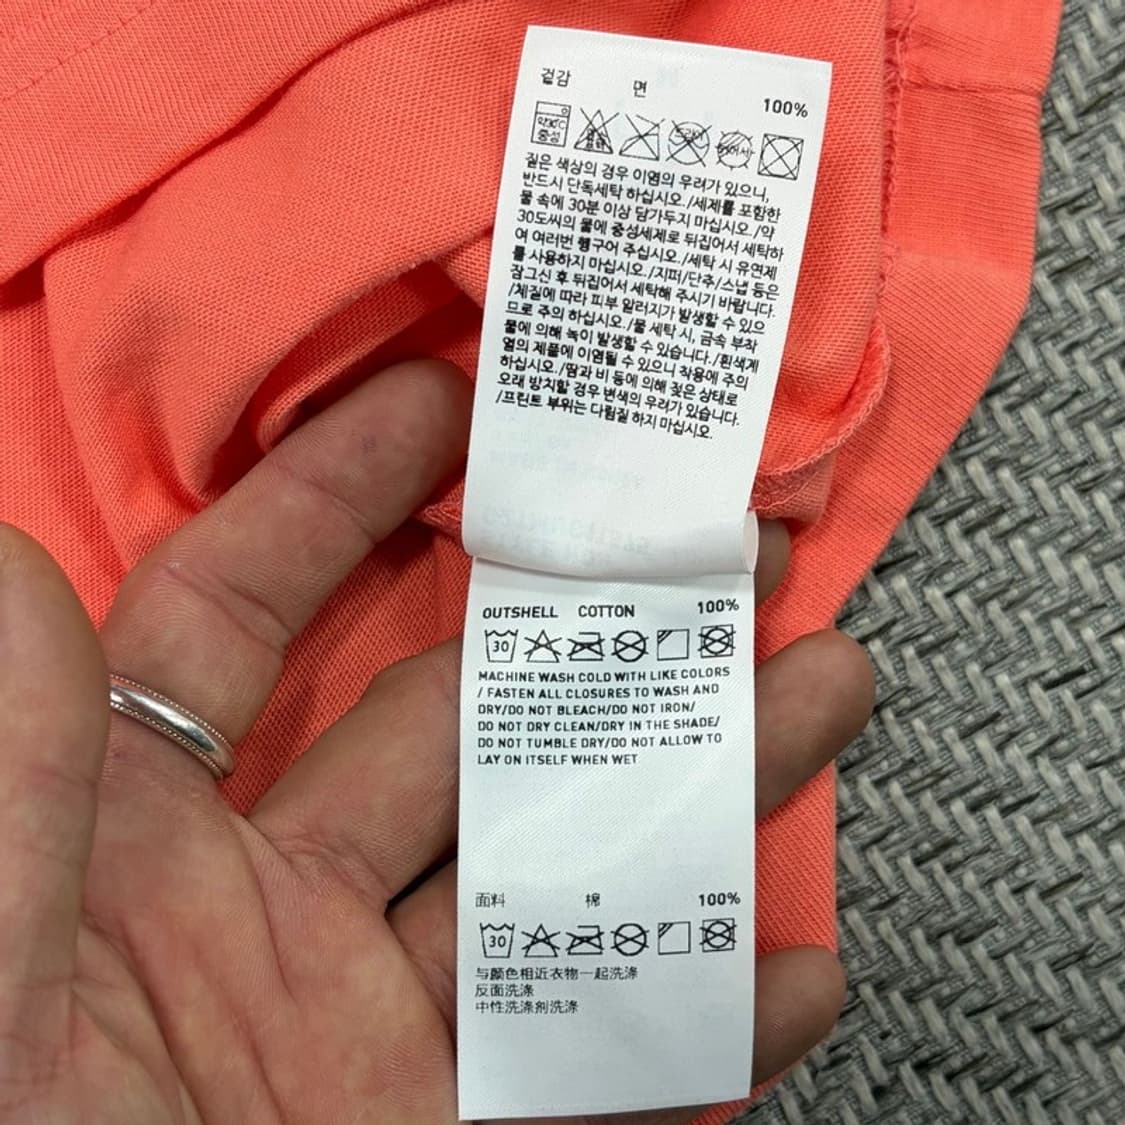 겉감 면 100%
약30℃
중성
드라이
짙은 색상의 경우 이염의 우려가 있으니,
반드시 단독세탁 하십시오./세제를 포함한
물 속에 30분 이상 담가두지 마십시오./약
30도씨의 물에 중성세제로 뒤집어서 세탁하
여 여러번 헹구어 주십시오./세탁 시 유연제
를 사용하지 마십시오./지퍼/단추/스냅 등은
잠그신 후 뒤집어서 세탁해 주시기 바랍니다.
/체질에 따라 피부 알러지가 발생할 수 있으
므로 주의 하십시오./물 세탁 시, 금속 부착
물에 의해 녹이 발생할 수 있습니다./흰색계
열의 제품에 이염될 수 있으니 착용에 주의
하십시오./땀과 비 등에 의해 젖은 상태로
오래 방치할 경우 변색의 우려가 있습니다.
/프린트 부위는 다림질 하지 마십시오.
OUTSHELL COTTON 100%
30
MACHINE WASH COLD WITH LIKE COLORS
/ FASTEN ALL CLOSURES TO WASH AND
DRY/DO NOT BLEACH/DO NOT IRON/
DO NOT DRY CLEAN/DRY IN THE SHADE/
DO NOT TUMBLE DRY/DO NOT ALLOW TO
LAY ON ITSELF WHEN WET
面料 棉 100%
30
与颜色相近衣物一起洗涤
反面洗涤
中性洗涤剂洗涤